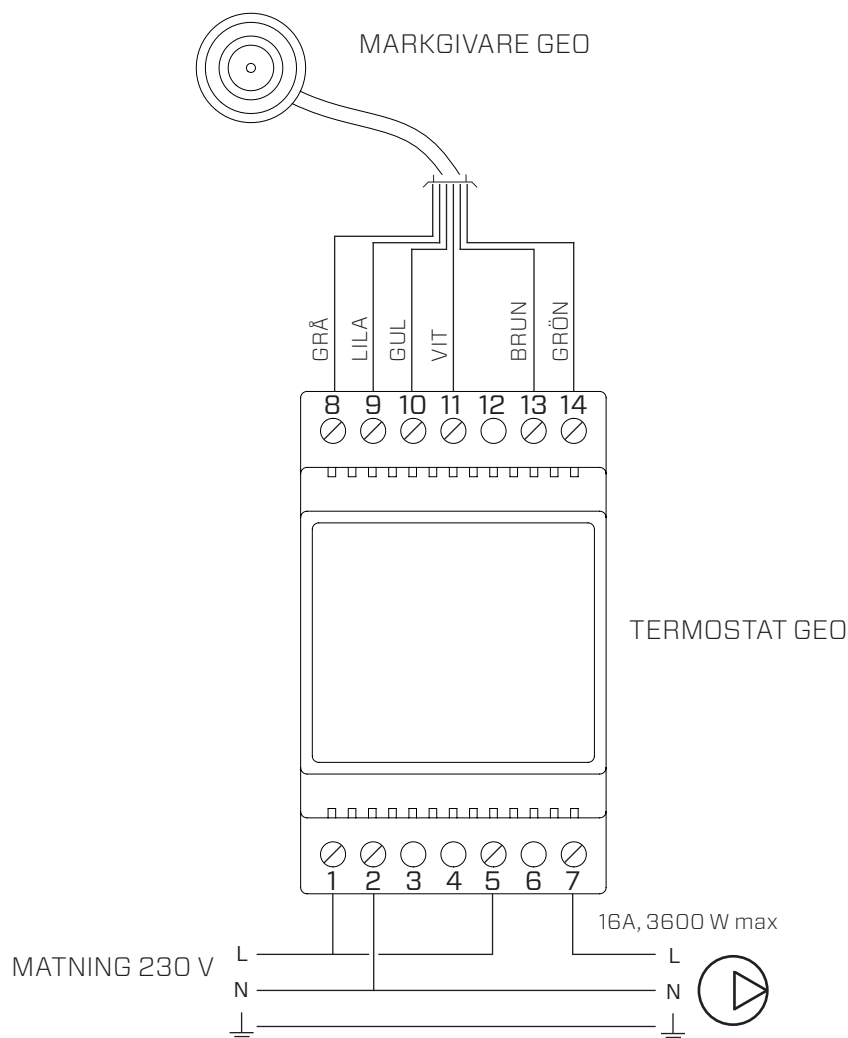 MARKGIVARE GEO
GRÅ
LILA
GUL
VIT
BRUN
GRÖN
8 9 10 11 12 13 14
TERMOSTAT GEO
1 2 3 4 5 6 7
16A, 3600 W max
MATNING 230 V
L L
N N